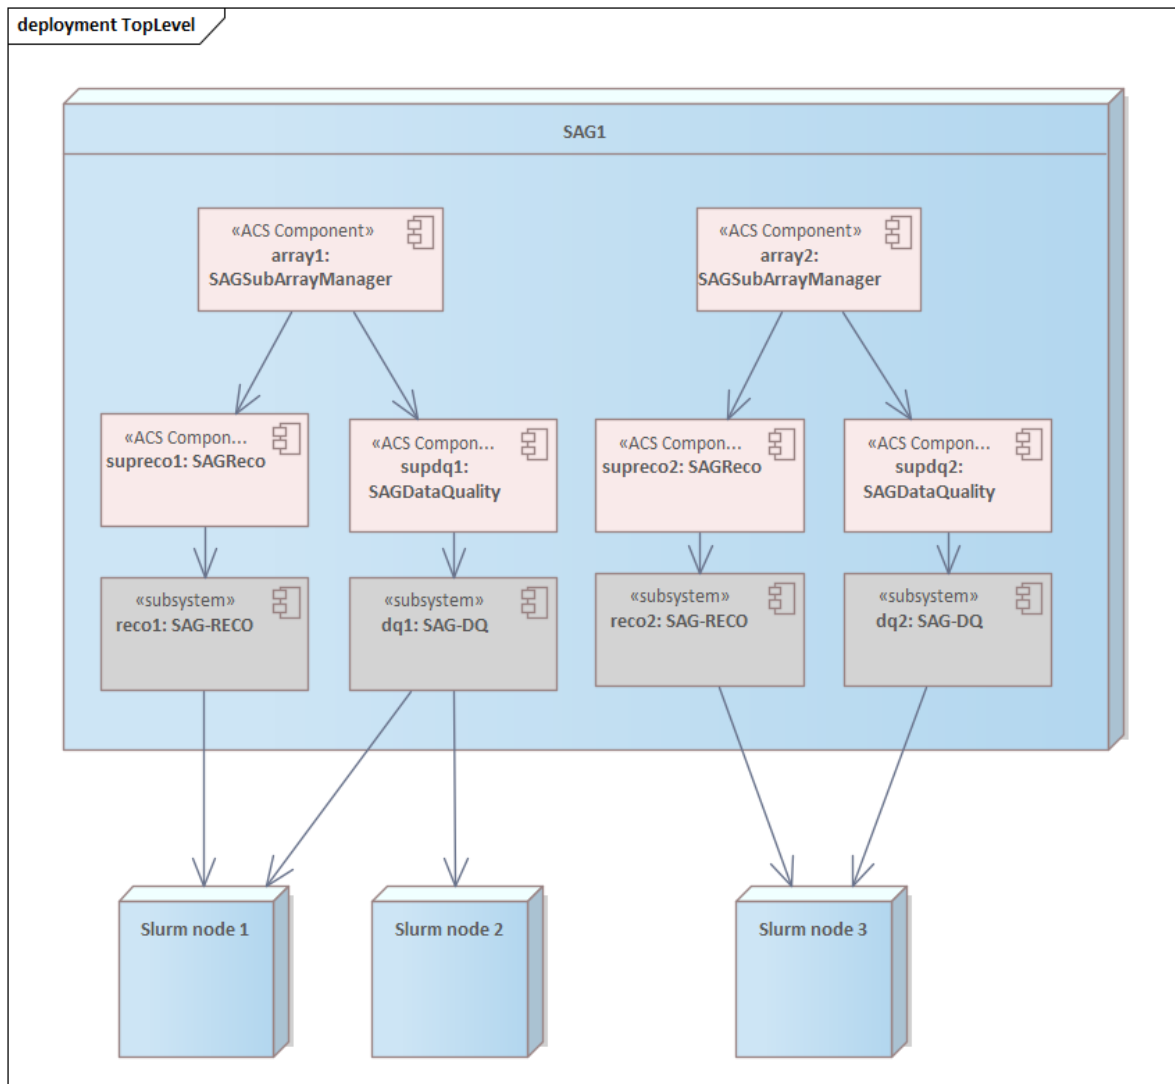 deployment TopLevel
SAG1
«ACS Component»
array1:
SAGSubArrayManager
«ACS Component»
array2:
SAGSubArrayManager
«ACS Compon...
supreco1: SAGReco
«ACS Compon...
supdq1:
SAGDataQuality
«ACS Compon...
supreco2: SAGReco
«ACS Compon...
supdq2:
SAGDataQuality
«subsystem»
reco1: SAG-RECO
«subsystem»
dq1: SAG-DQ
«subsystem»
reco2: SAG-RECO
«subsystem»
dq2: SAG-DQ
Slurm node 1
Slurm node 2
Slurm node 3